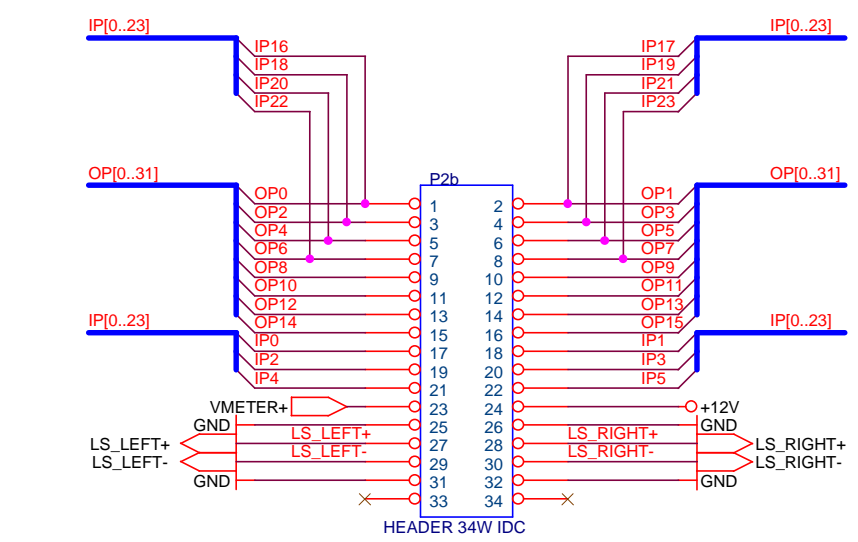 IP[0..23] IP[0..23]
IP16 IP17
IP18 IP19
IP20 IP21
IP22 IP23
OP[0..31] P2b OP[0..31]
OP0 1 2 OP1
OP2 3 4 OP3
OP4 5 6 OP5
OP6 7 8 OP7
OP8 9 10 OP9
OP10 11 12 OP11
OP12 13 14 OP13
IP[0..23] OP14 15 16 OP15 IP[0..23]
IP0 17 18 IP1
IP2 19 20 IP3
IP4 21 22 IP5
VMETER+ 23 24 +12V
GND 25 26 GND
LS_LEFT+ LS_LEFT+ 27 28 LS_RIGHT+ LS_RIGHT+
LS_LEFT- LS_LEFT- 29 30 LS_RIGHT- LS_RIGHT-
GND 31 32 GND
33 34
HEADER 34W IDC